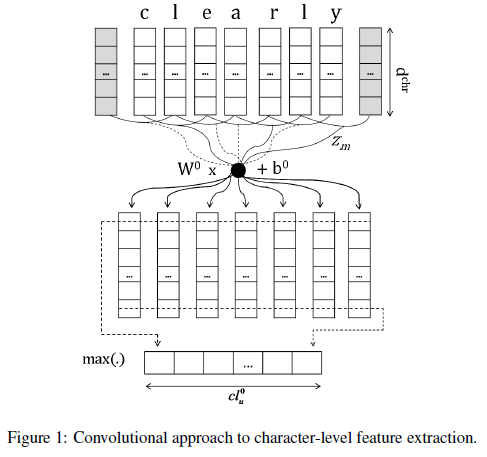 c l e a r l y
... ... ... ... ... ... ... ... ...
d^chr
z_m
W^0 x + b^0
... ... ... ... ... ... ...
max(.) ...
cl_u^0
Figure 1: Convolutional approach to character-level feature extraction.